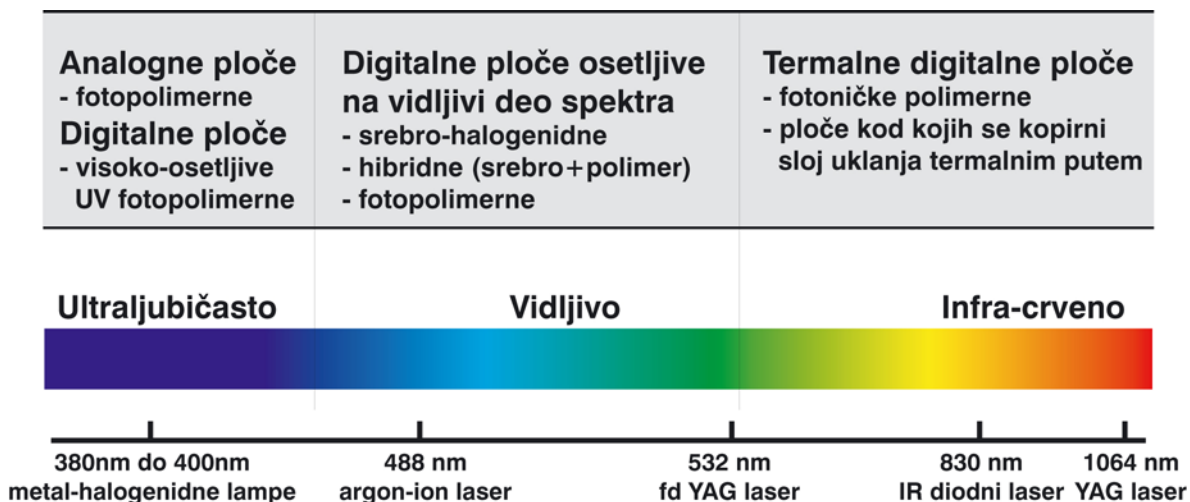 Analogne ploče
- fotopolimerne
Digitalne ploče
- visoko-osetljive
UV fotopolimerne
Digitalne ploče osetljive
na vidljivi deo spektra
- srebro-halogenidne
- hibridne (srebro+polimer)
- fotopolimerne
Termalne digitalne ploče
- fotoničke polimerne
- ploče kod kojih se kopirni
sloj uklanja termalnim putem
Ultraljubičasto
Vidljivo
Infra-crveno
380nm do 400nm
metal-halogenidne lampe
488 nm
argon-ion laser
532 nm
fd YAG laser
830 nm
IR diodni laser
1064 nm
YAG laser